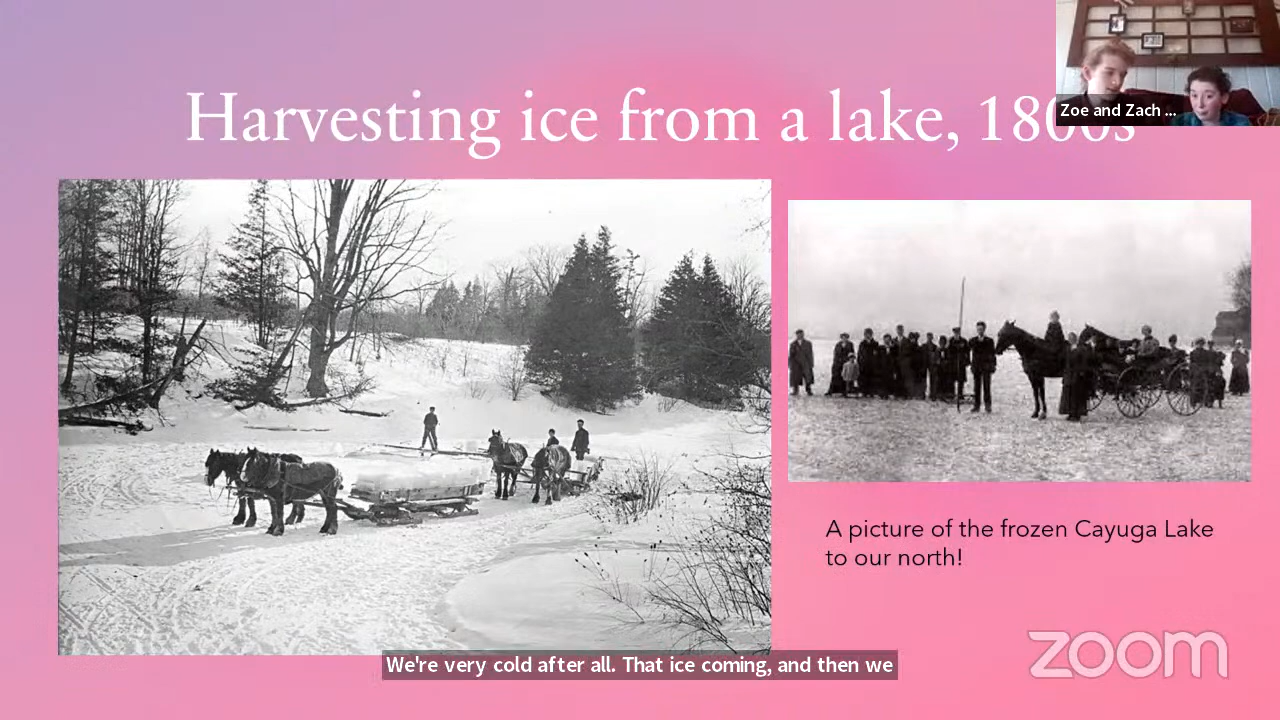 Harvesting ice from a lake, 1800s
Zoe and Zach ...
A picture of the frozen Cayuga Lake
to our north!
We're very cold after all. That ice coming, and then we
zoom